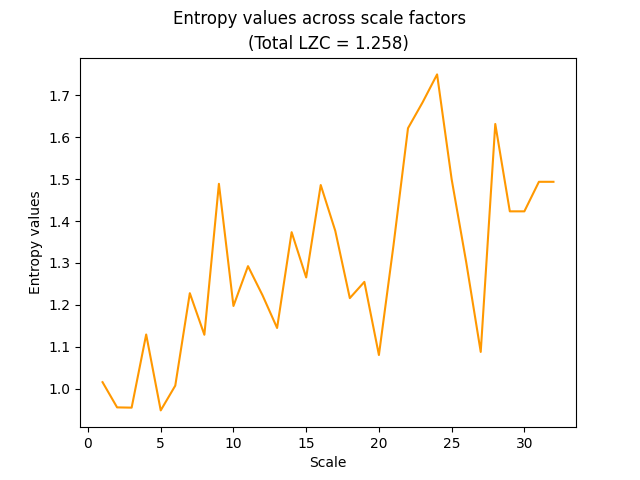 Entropy values across scale factors
(Total LZC = 1.258)
1.7
1.6
1.5
1.4
1.3
1.2
1.1
1.0
Entropy values
0 5 10 15 20 25 30
Scale